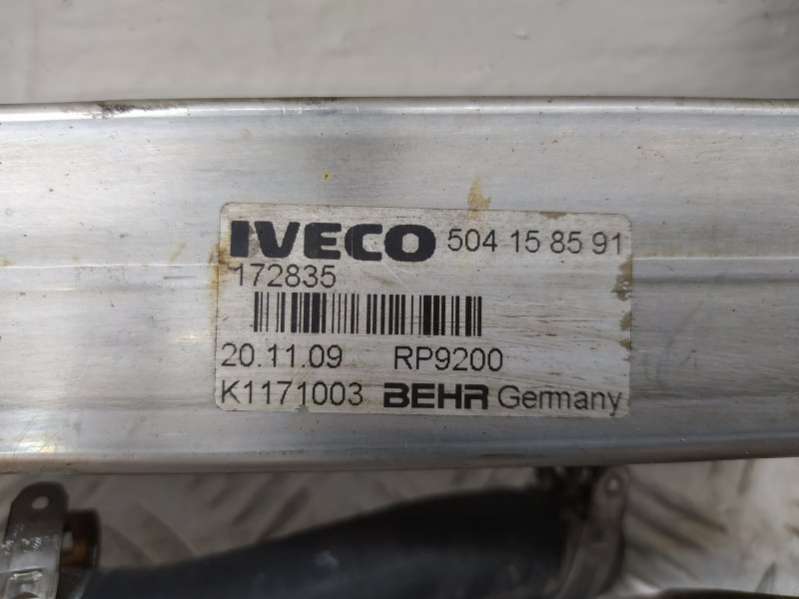 IVECO 504 15 85 91
172835
20.11.09 RP9200
K1171003 BEHR Germany